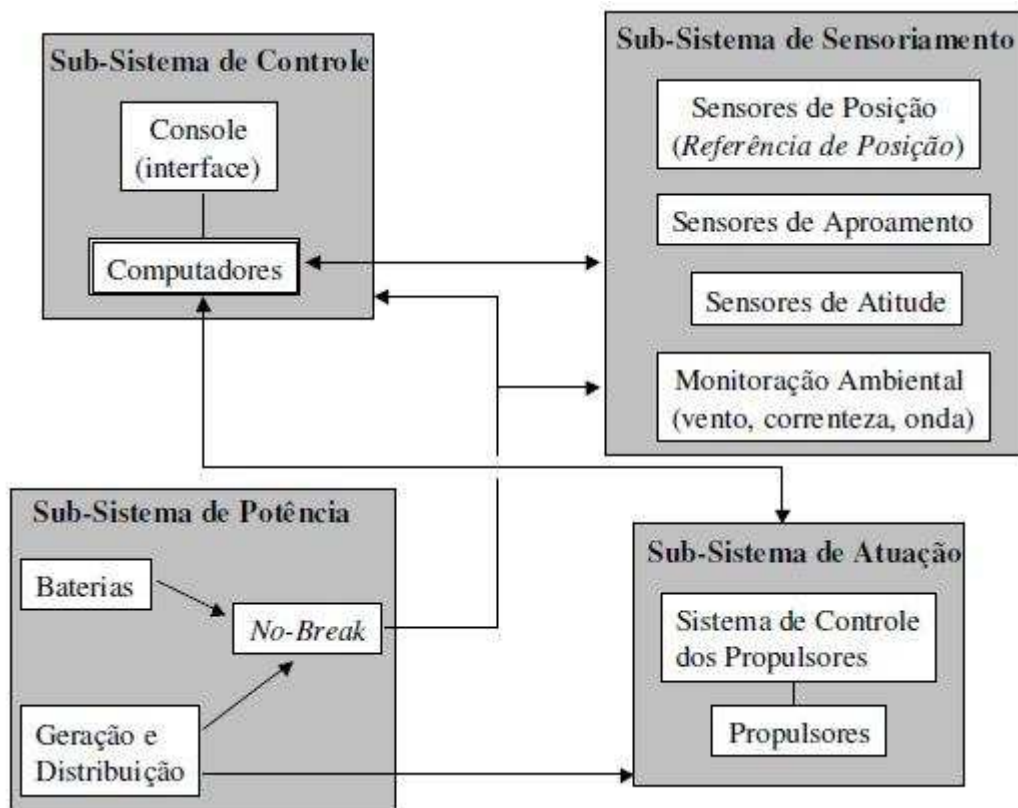 Sub-Sistema de Controle
Console
(interface)
Computadores
Sub-Sistema de Sensoriamento
Sensores de Posição
(Referência de Posição)
Sensores de Aproamento
Sensores de Atitude
Monitoração Ambiental
(vento, correnteza, onda)
Sub-Sistema de Potência
Baterias
No-Break
Geração e
Distribuição
Sub-Sistema de Atuação
Sistema de Controle
dos Propulsores
Propulsores